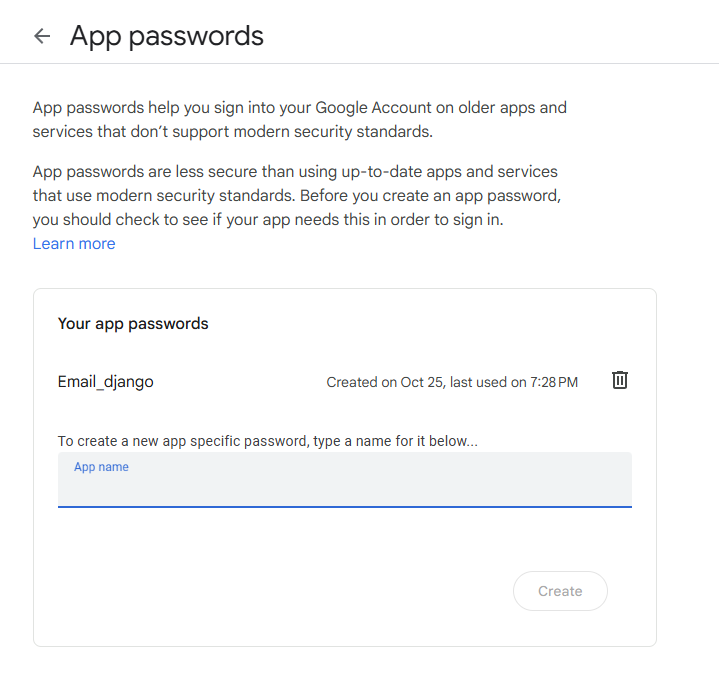 App passwords
App passwords help you sign into your Google Account on older apps and
services that don’t support modern security standards.
App passwords are less secure than using up-to-date apps and services
that use modern security standards. Before you create an app password,
you should check to see if your app needs this in order to sign in.
Learn more
Your app passwords
Email_django Created on Oct 25, last used on 7:28 PM
To create a new app specific password, type a name for it below...
App name
Create